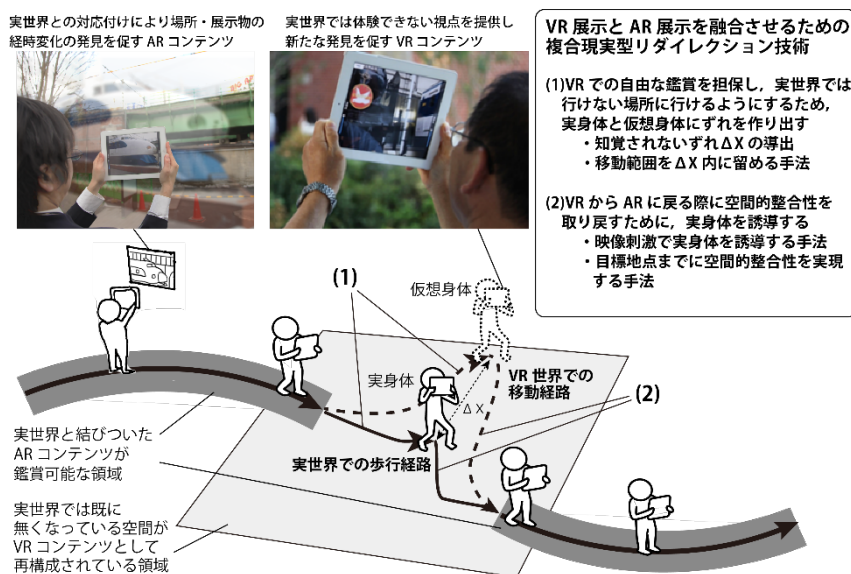 実世界との対応付けにより場所・展示物の
経時変化の発見を促す AR コンテンツ
実世界では体験できない視点を提供し
新たな発見を促す VR コンテンツ
VR 展示と AR 展示を融合させるための
複合現実型リダイレクション技術
(1)VR での自由な鑑賞を担保し，実世界では
行けない場所に行けるようにするため，
実身体と仮想身体にずれを作り出す
・知覚されないずれΔXの導出
・移動範囲をΔX 内に留める手法
(2)VR から AR に戻る際に空間的整合性を
取り戻すために，実身体を誘導する
・映像刺激で実身体を誘導する手法
・目標地点までに空間的整合性を実現
する手法
(1)
仮想身体
実身体
VR 世界での
移動経路
ΔX
(2)
実世界での歩行経路
実世界と結びついた
AR コンテンツが
鑑賞可能な領域
実世界では既に
無くなっている空間が
VR コンテンツとして
再構成されている領域